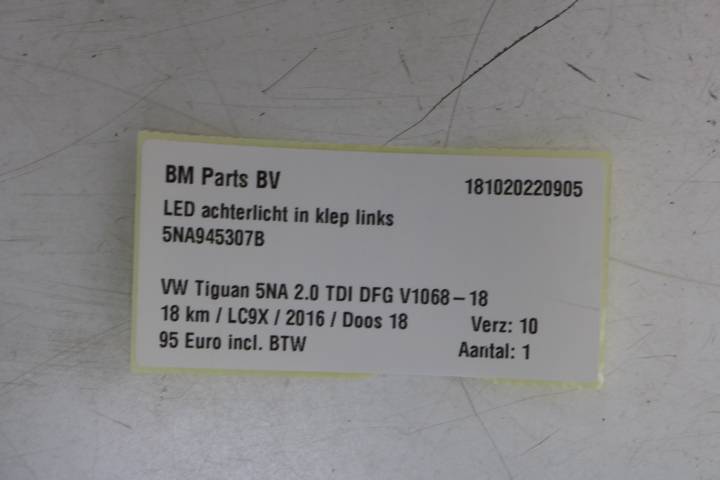 BM Parts BV 181020220905
LED achterlicht in klep links
5NA945307B
VW Tiguan 5NA 2.0 TDI DFG V1068-18
18 km / LC9X / 2016 / Doos 18 Verz: 10
95 Euro incl. BTW Aantal: 1